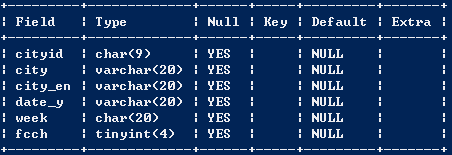 Field | Type | Null | Key | Default | Extra
cityid | char(9) | YES | | NULL |
city | varchar(20) | YES | | NULL |
city_en | varchar(20) | YES | | NULL |
date_y | varchar(20) | YES | | NULL |
week | char(20) | YES | | NULL |
fcch | tinyint(4) | YES | | NULL |